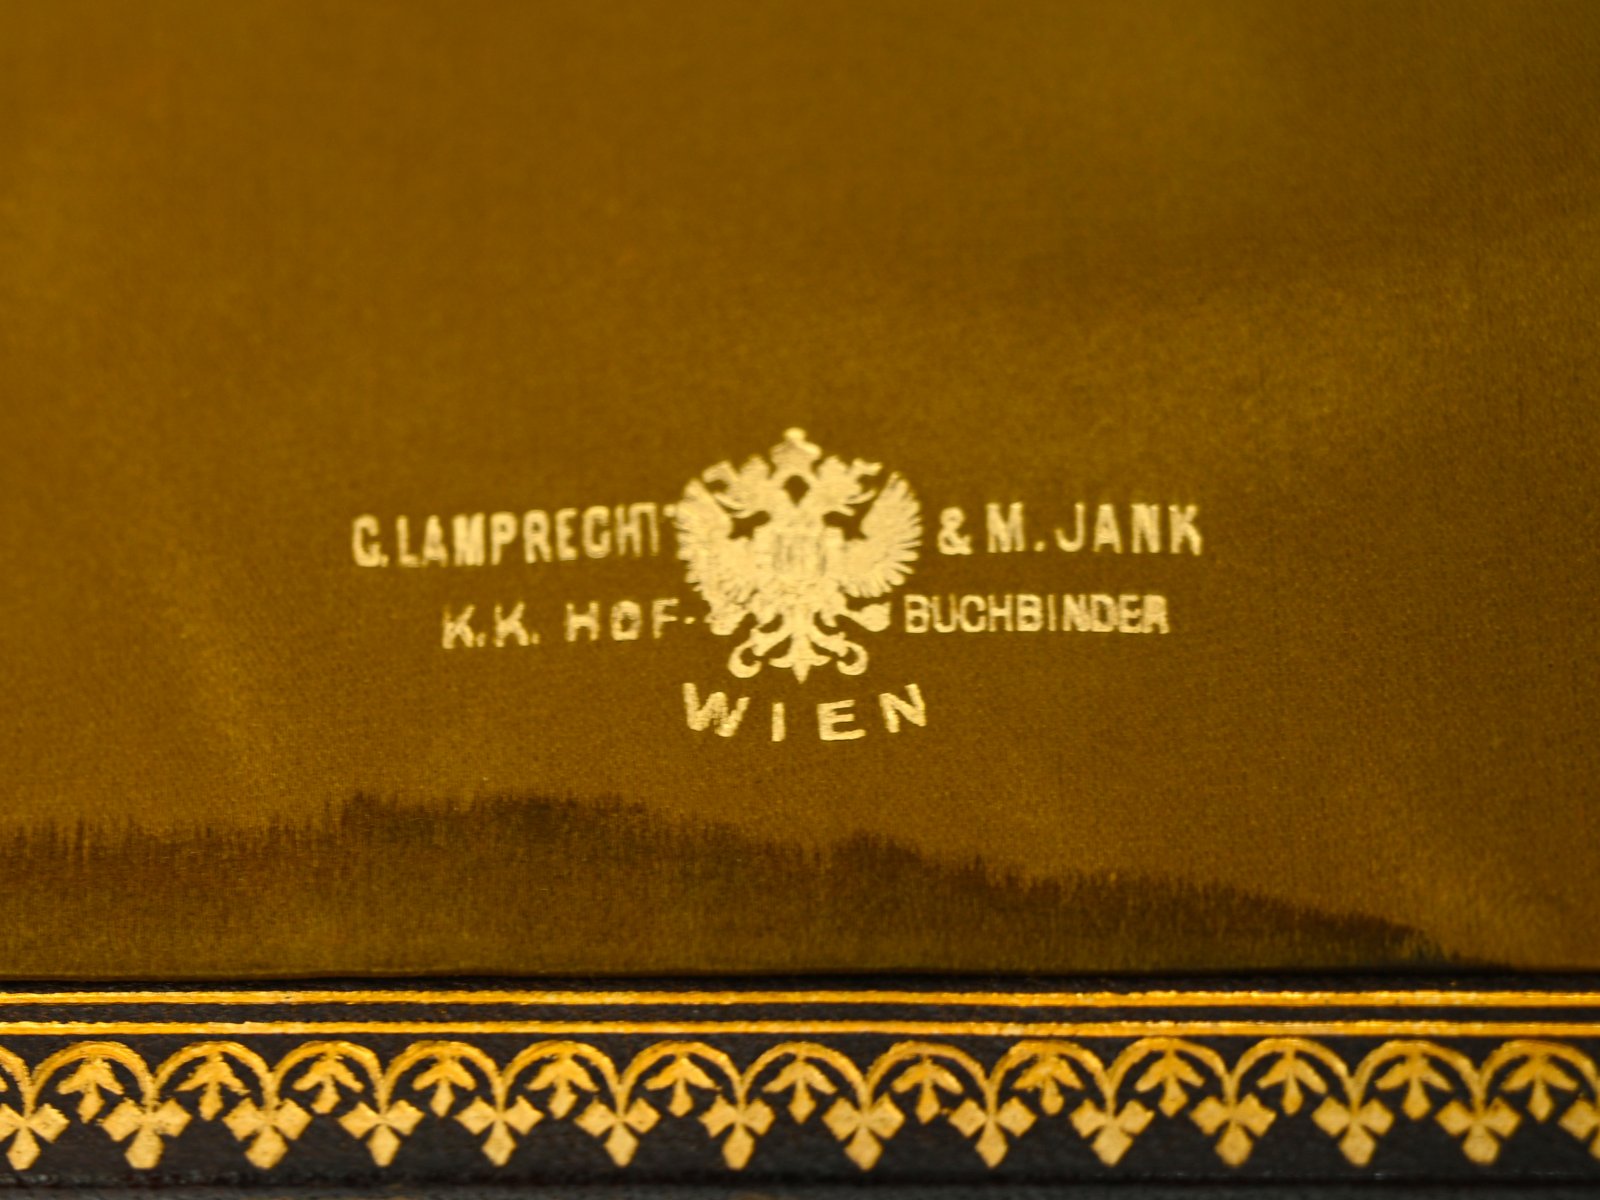 C. LAMPRECHT & M. JANK
K.K. HOF-BUCHBINDER
WIEN